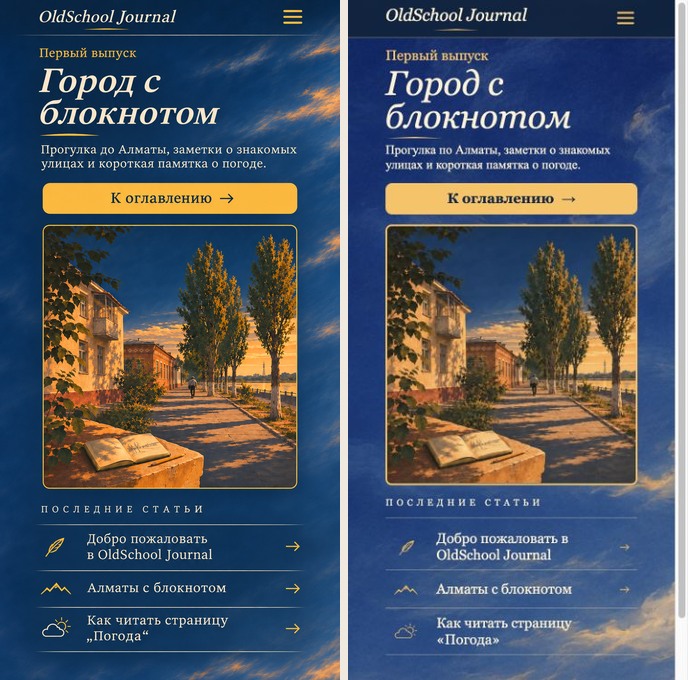 OldSchool Journal
Первый выпуск
Город с
блокнотом
Прогулка до Алматы, заметки о знакомых
улицах и короткая памятка о погоде.
К оглавлению →
ПОСЛЕДНИЕ СТАТЬИ
Добро пожаловать
в OldSchool Journal
Алматы с блокнотом
Как читать страницу
„Погода“
OldSchool Journal
Первый выпуск
Город с
блокнотом
Прогулка по Алматы, заметки о знакомых
улицах и короткая памятка о погоде.
К оглавлению →
ПОСЛЕДНИЕ СТАТЬИ
Добро пожаловать в
OldSchool Journal
Алматы с блокнотом
Как читать страницу
«Погода»